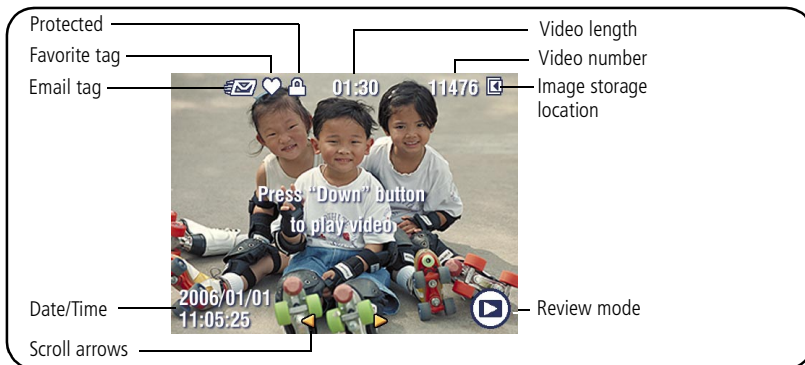 Protected
Favorite tag
Email tag
Video length
Video number
Image storage
location
01:30
11476
Press “Down” button
to play video
2006/01/01
11:05:25
Date/Time
Scroll arrows
Review mode